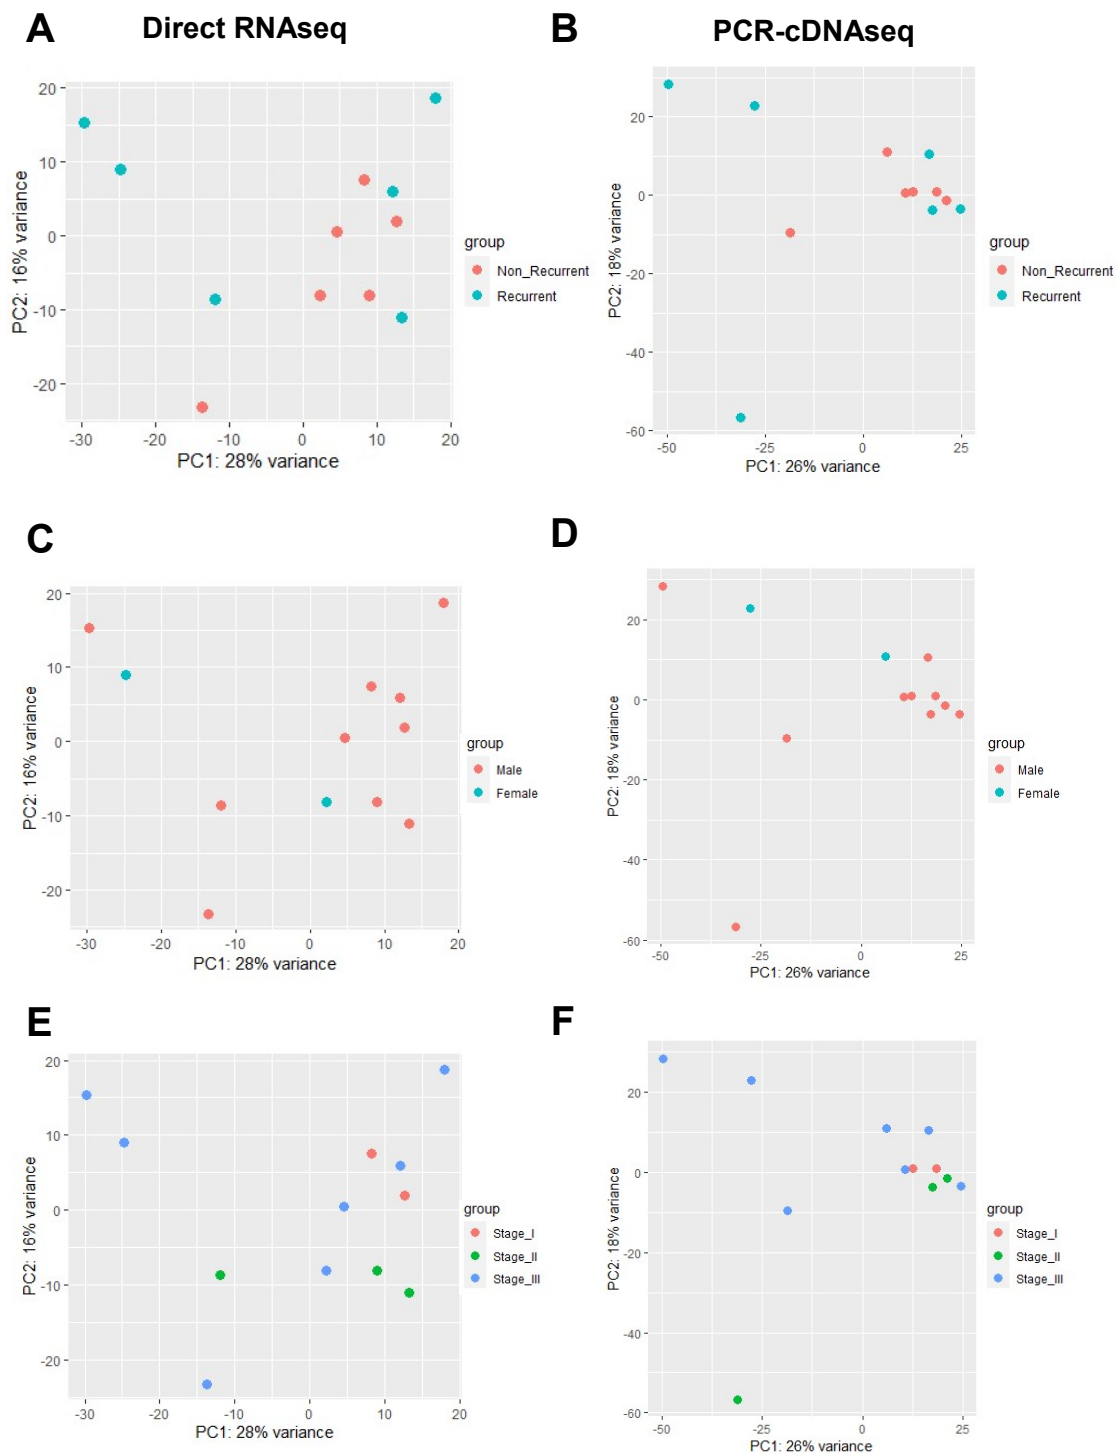 A
Direct RNAseq
20
10
0
-10
-20
-30
-20
-10
0
10
20
PC2: 16% variance
PC1: 28% variance
group
Non_Recurrent
Recurrent
B
PCR-cDNAseq
20
0
-20
-40
-60
-50
-25
0
25
PC2: 18% variance
PC1: 26% variance
group
Non_Recurrent
Recurrent
C
20
10
0
-10
-20
-30
-20
-10
0
10
20
PC2: 16% variance
PC1: 28% variance
group
Male
Female
D
20
0
-20
-40
-60
-50
-25
0
25
PC2: 18% variance
PC1: 26% variance
group
Male
Female
E
20
10
0
-10
-20
-30
-20
-10
0
10
20
PC2: 16% variance
PC1: 28% variance
group
Stage_I
Stage_II
Stage_III
F
20
0
-20
-40
-60
-50
-25
0
25
PC2: 18% variance
PC1: 26% variance
group
Stage_I
Stage_II
Stage_III